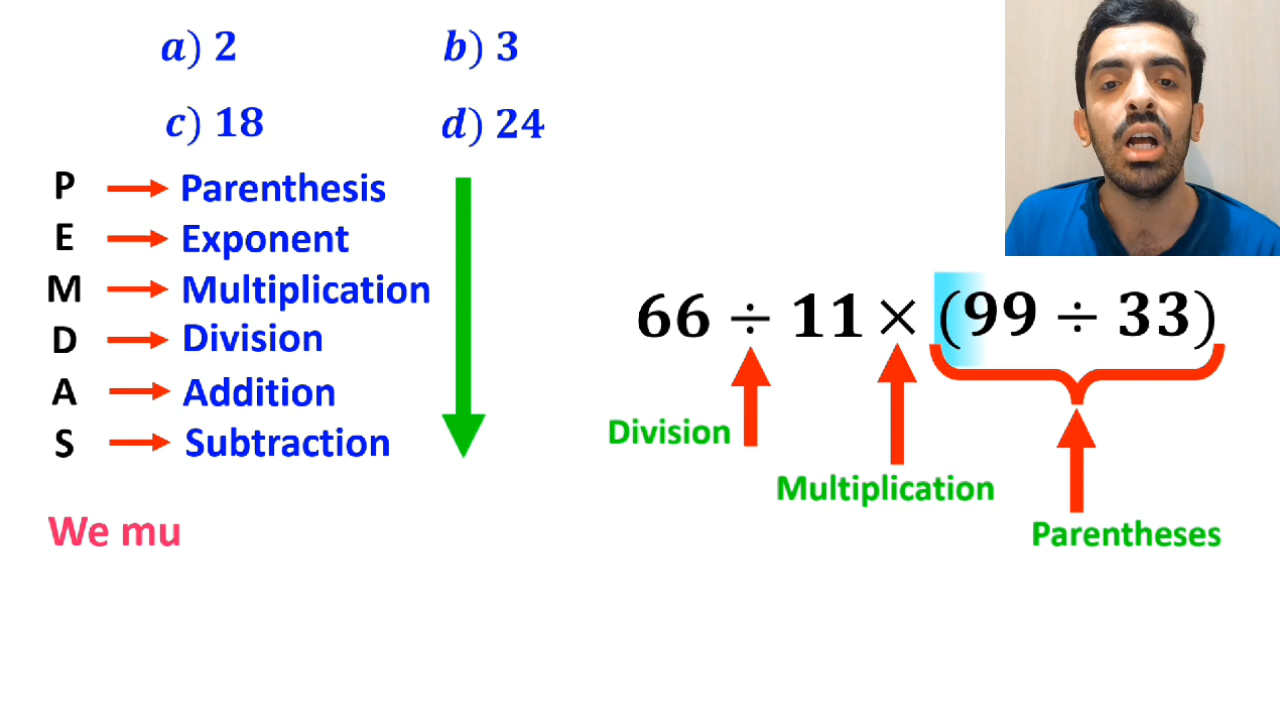 a) 2 b) 3
c) 18 d) 24
P Parenthesis
E Exponent
M Multiplication
D Division
A Addition
S Subtraction
We mu
66 ÷ 11 × (99 ÷ 33)
Division
Multiplication
Parentheses